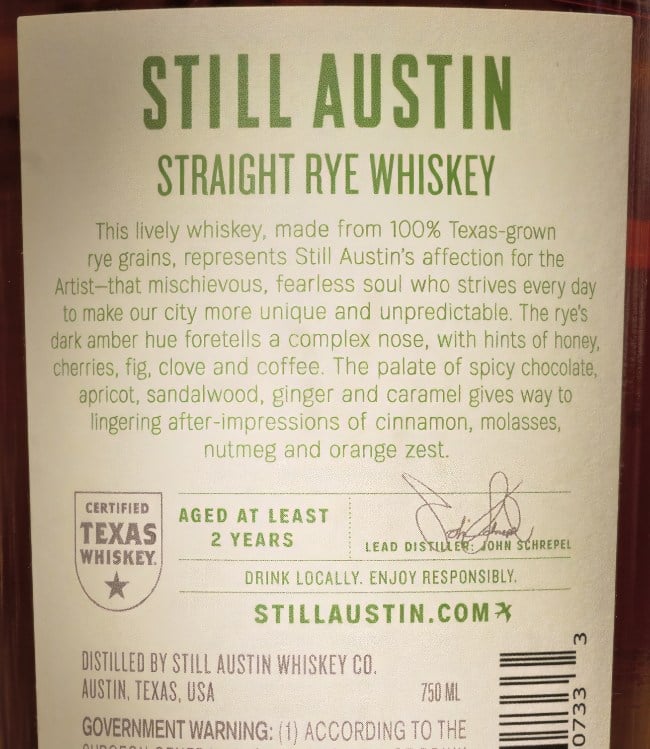 STILL AUSTIN
STRAIGHT RYE WHISKEY
This lively whiskey, made from 100% Texas-grown
rye grains, represents Still Austin's affection for the
Artist—that mischievous, fearless soul who strives every day
to make our city more unique and unpredictable. The rye's
dark amber hue foretells a complex nose, with hints of honey,
cherries, fig, clove and coffee. The palate of spicy chocolate,
apricot, sandalwood, ginger and caramel gives way to
lingering after-impressions of cinnamon, molasses,
nutmeg and orange zest.
CERTIFIED
TEXAS
WHISKEY.
AGED AT LEAST
2 YEARS
John Schrepel
LEAD DISTILLER: JOHN SCHREPEL
DRINK LOCALLY. ENJOY RESPONSIBLY.
STILLAUSTIN.COM
DISTILLED BY STILL AUSTIN WHISKEY CO.
AUSTIN, TEXAS, USA
750 ML
GOVERNMENT WARNING: (1) ACCORDING TO THE
0733
3